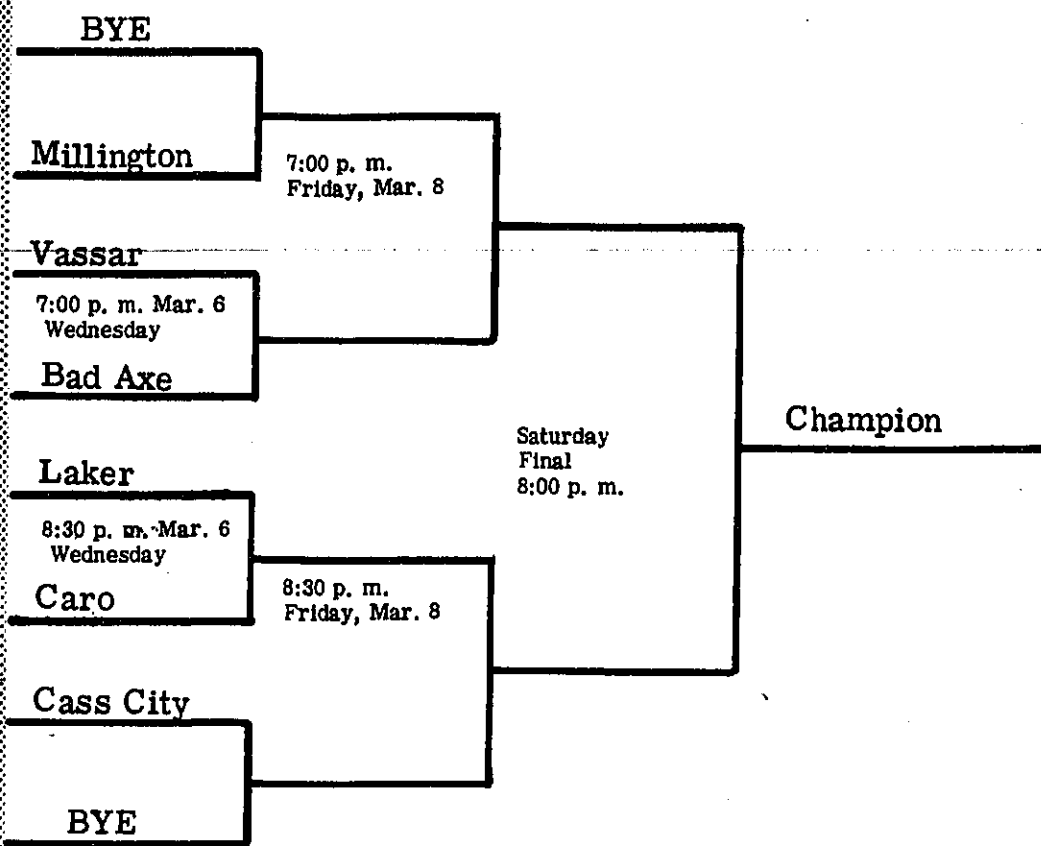 BYE
Millington
7:00 p. m.
Friday, Mar. 8
Vassar
7:00 p. m. Mar. 6
Wednesday
Bad Axe
Champion
Saturday
Final
8:00 p. m.
Laker
8:30 p. m. Mar. 6
Wednesday
Caro
8:30 p. m.
Friday, Mar. 8
Cass City
BYE